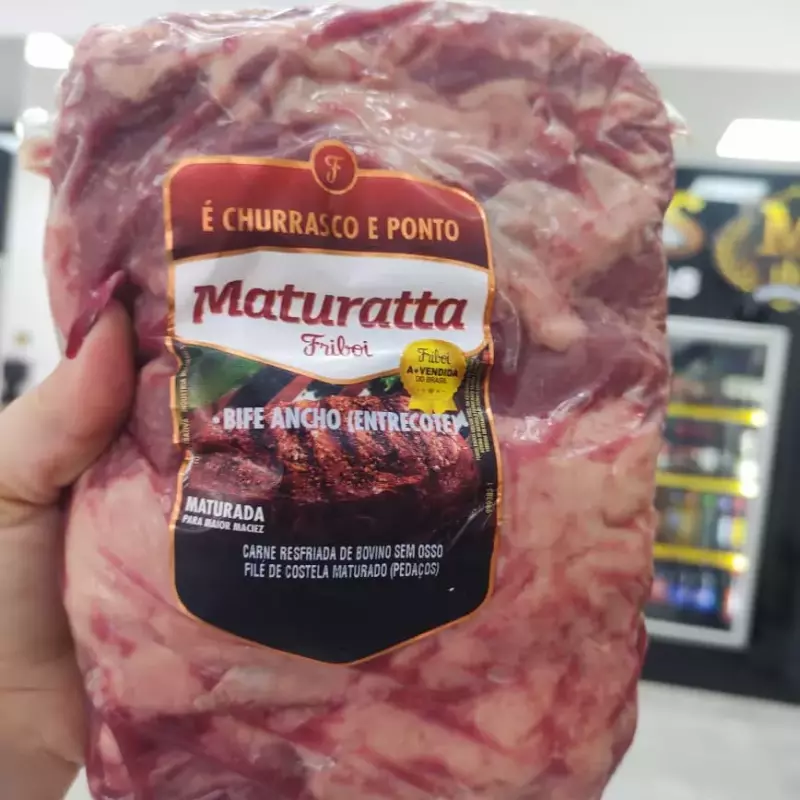 F
É CHURRASCO E PONTO
Maturatta
Friboi
Friboi
A + VENDIDA
DO BRASIL
• BIFE ANCHO (ENTRECOTE)
MATURADA
PARA MAIOR MACIEZ
CARNE RESFRIADA DE BOVINO SEM OSSO
FILÉ DE COSTELA MATURADO (PEDAÇOS)